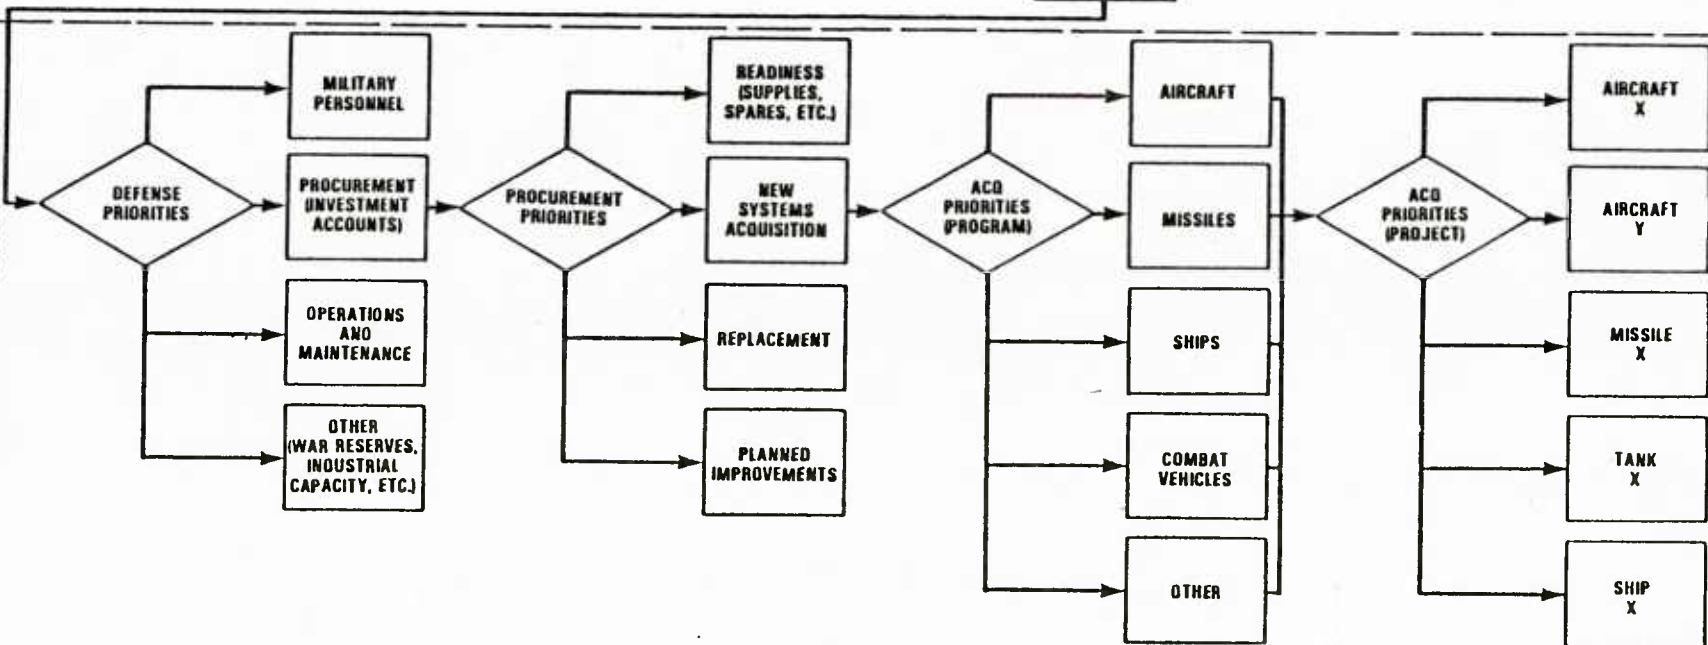 MILITARY
PERSONNEL
DEFENSE
PRIORITIES
PROCUREMENT
(INVESTMENT
ACCOUNTS)
OPERATIONS
AND
MAINTENANCE
OTHER
(WAR RESERVES,
INDUSTRIAL
CAPACITY, ETC.)
READINESS
(SUPPLIES,
SPARES, ETC.)
PROCUREMENT
PRIORITIES
NEW
SYSTEMS
ACQUISITION
REPLACEMENT
PLANNED
IMPROVEMENTS
AIRCRAFT
ACQ
PRIORITIES
(PROGRAM)
MISSILES
SHIPS
COMBAT
VEHICLES
OTHER
AIRCRAFT
X
ACQ
PRIORITIES
(PROJECT)
AIRCRAFT
Y
MISSILE
X
TANK
X
SHIP
X